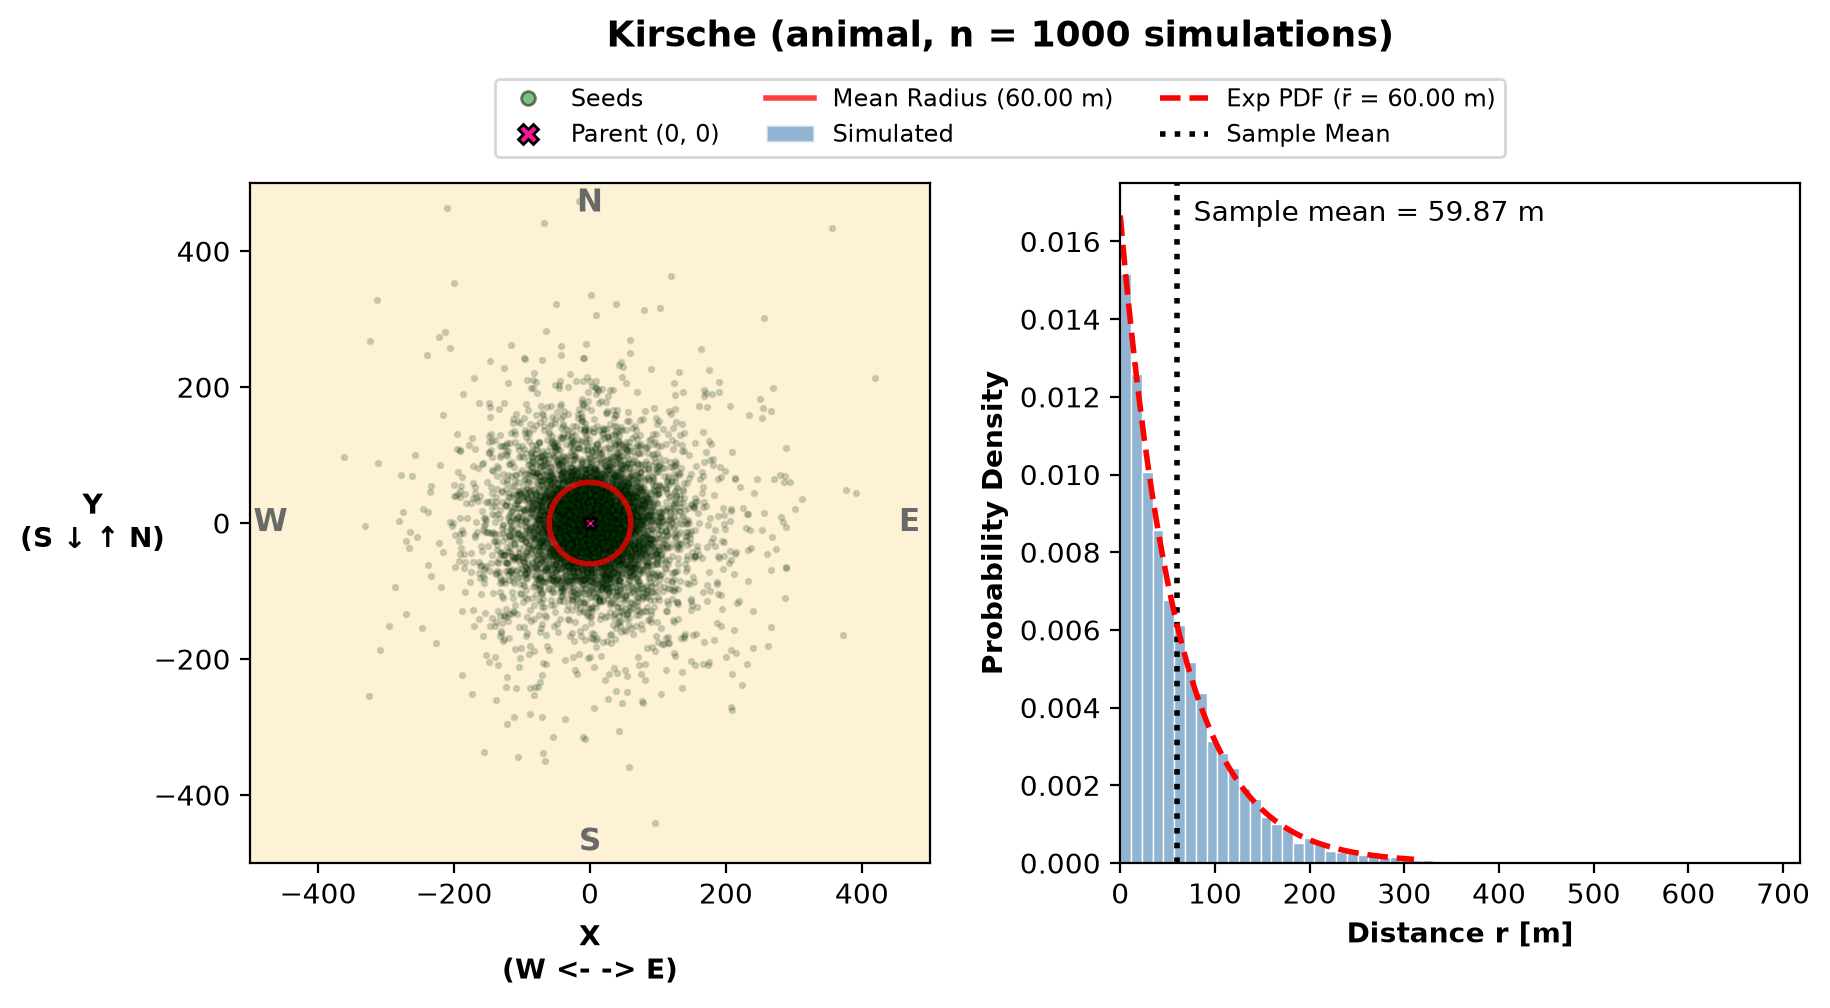 Kirsche (animal, n = 1000 simulations)
Seeds
Mean Radius (60.00 m)
Exp PDF (r̄ = 60.00 m)
Parent (0, 0)
Simulated
Sample Mean
N
W
E
S
400
200
0
−200
−400
Y
(S ↓ ↑ N)
−400 −200 0 200 400
X
(W <- -> E)
Sample mean = 59.87 m
0.016
0.014
0.012
0.010
0.008
0.006
0.004
0.002
0.000
Probability Density
0 100 200 300 400 500 600 700
Distance r [m]